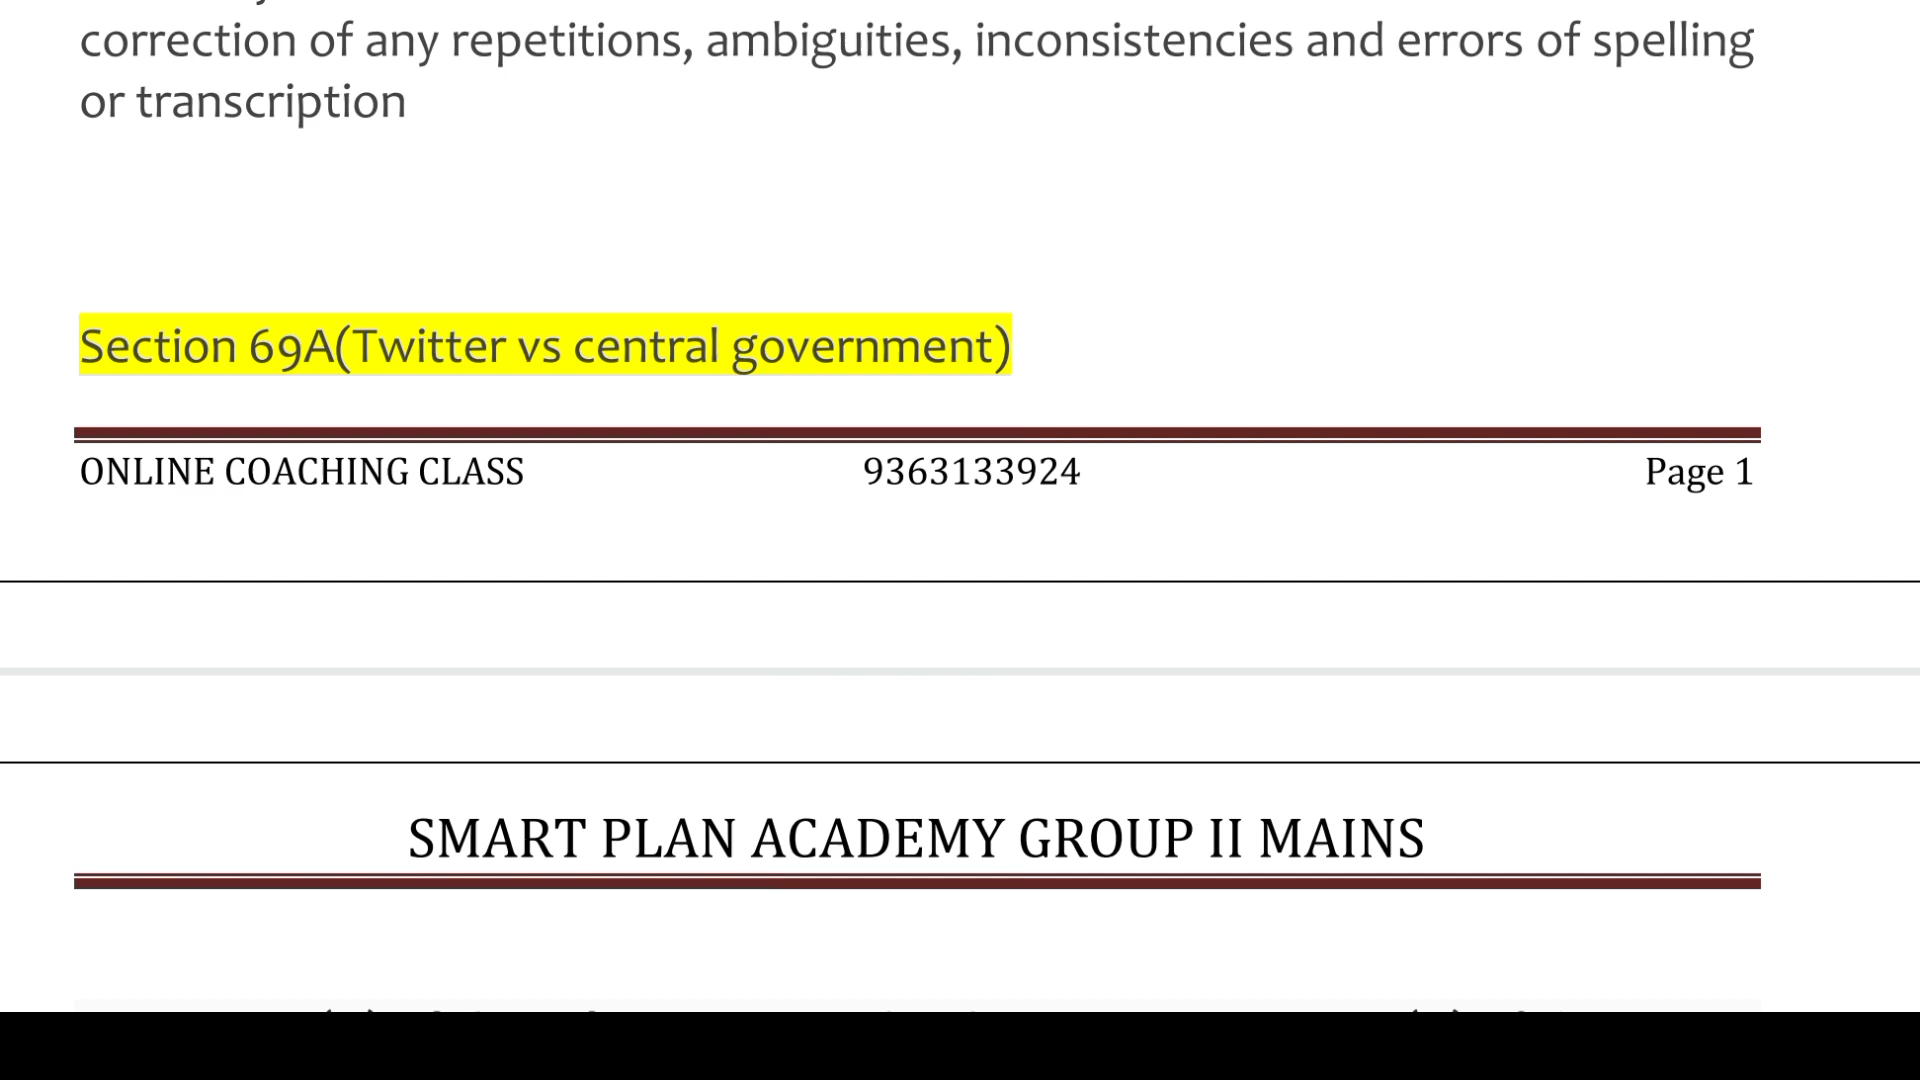 correction of any repetitions, ambiguities, inconsistencies and errors of spelling
or transcription
Section 69A(Twitter vs central government)
ONLINE COACHING CLASS 9363133924 Page 1
SMART PLAN ACADEMY GROUP II MAINS